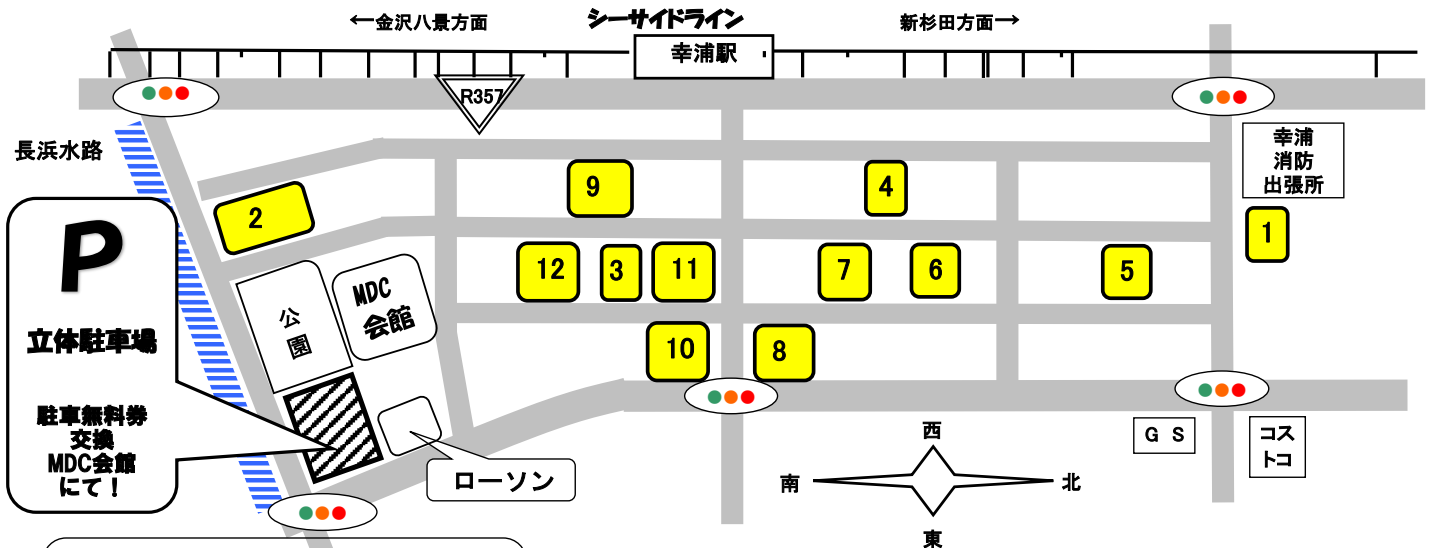 ←金沢八景方面
シーサイドライン
新杉田方面→
幸浦駅
R357
長浜水路
幸浦
消防
出張所
P
立体駐車場
駐車無料券
交換
MDC会館
にて！
2
9
4
1
12
3
11
7
6
5
10
8
公
園
MDC
会館
ローソン
G S
コス
トコ
西
南
北
東